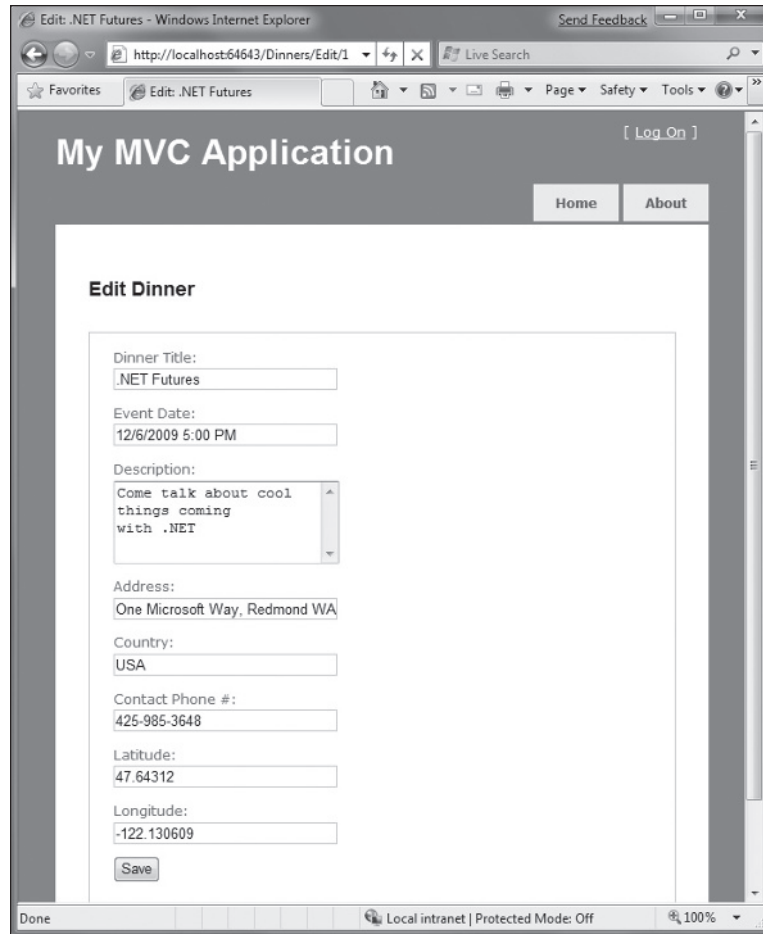 Edit: .NET Futures - Windows Internet Explorer
Send Feedback
http://localhost:64643/Dinners/Edit/1
Live Search
Favorites
Edit: .NET Futures
Page
Safety
Tools
[ Log On ]
My MVC Application
Home
About
Edit Dinner
Dinner Title:
.NET Futures
Event Date:
12/6/2009 5:00 PM
Description:
Come talk about cool
things coming
with .NET
Address:
One Microsoft Way, Redmond WA
Country:
USA
Contact Phone #:
425-985-3648
Latitude:
47.64312
Longitude:
-122.130609
Save
Done
Local intranet | Protected Mode: Off
100%